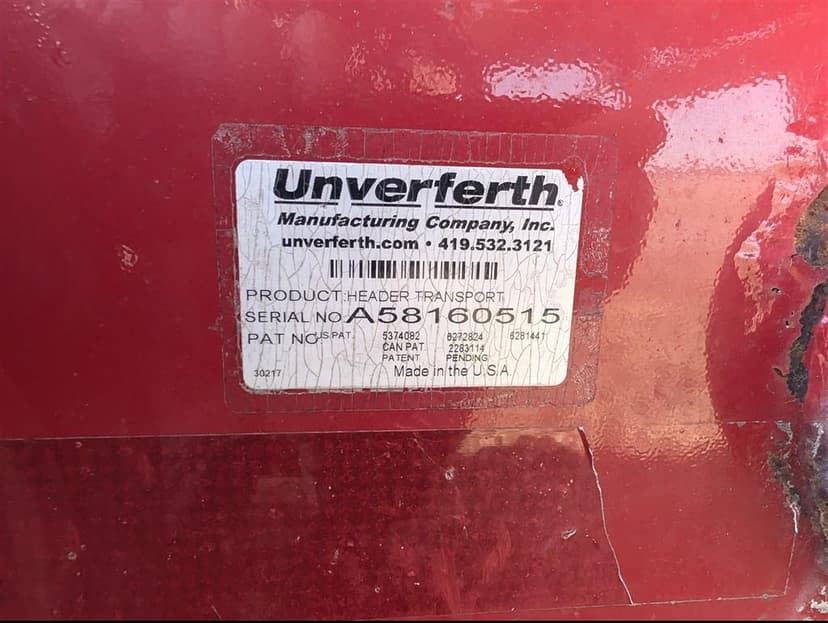 Unverferth®
Manufacturing Company, Inc.
unverferth.com • 419.532.3121
PRODUCT:HEADER TRANSPORT
SERIAL NO A58160515
PAT NO US PAT. 5374082 6272824 6281441
CAN PAT 2283114
PATENT PENDING
30217 Made in the U.S.A.